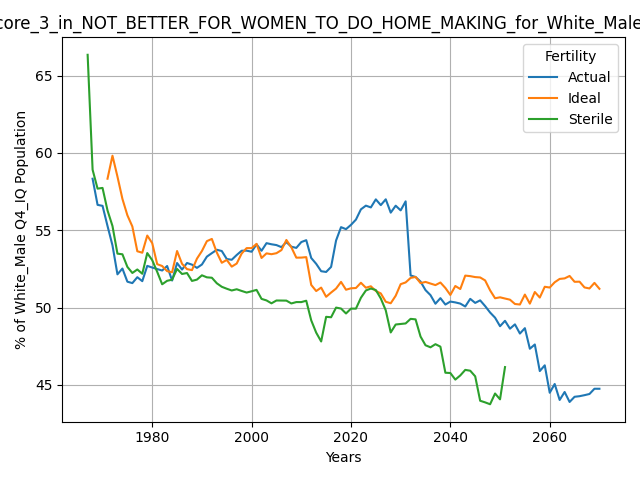 core_3_in_NOT_BETTER_FOR_WOMEN_TO_DO_HOME_MAKING_for_White_Male
Fertility
Actual
Ideal
Sterile
% of White_Male Q4_IQ Population
65
60
55
50
45
1980
2000
2020
2040
2060
Years